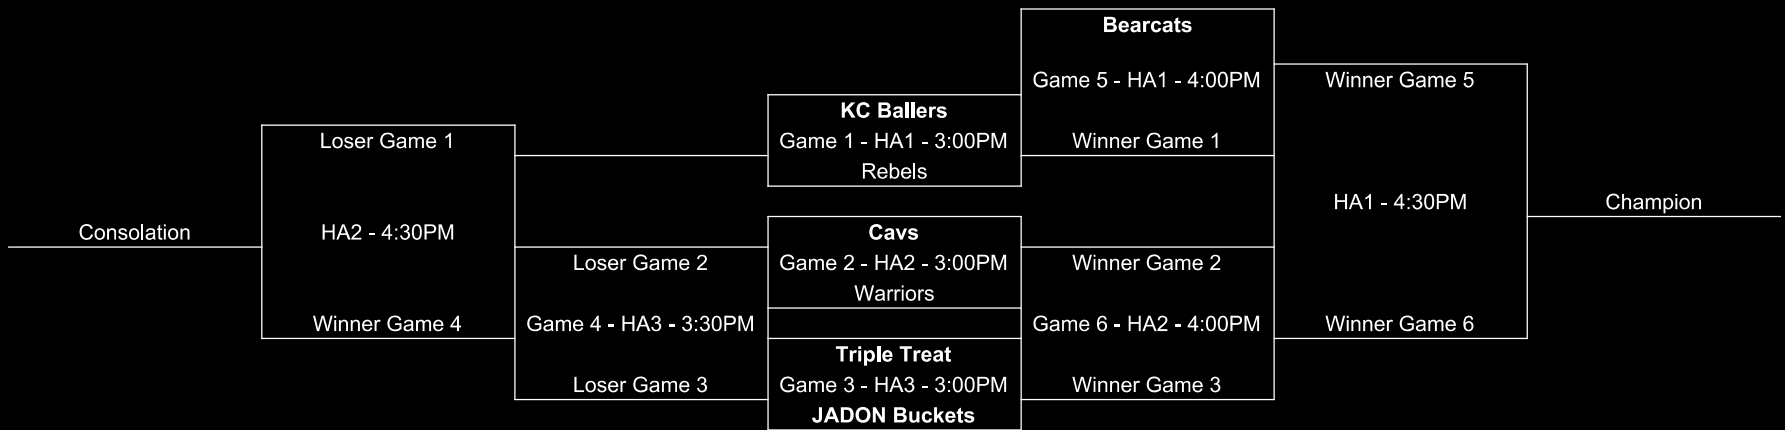 Bearcats
Game 5 - HA1 - 4:00PM
Winner Game 5
KC Ballers
Loser Game 1
Game 1 - HA1 - 3:00PM
Winner Game 1
Rebels
HA1 - 4:30PM
Champion
Consolation
HA2 - 4:30PM
Cavs
Loser Game 2
Game 2 - HA2 - 3:00PM
Winner Game 2
Warriors
Winner Game 4
Game 4 - HA3 - 3:30PM
Game 6 - HA2 - 4:00PM
Winner Game 6
Triple Treat
Loser Game 3
Game 3 - HA3 - 3:00PM
Winner Game 3
JADON Buckets